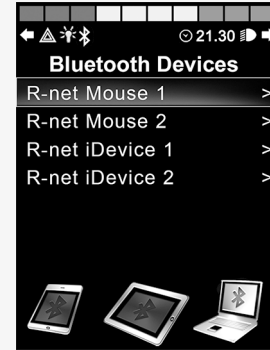 21.30
Bluetooth Devices
R-net Mouse 1 >
R-net Mouse 2 >
R-net iDevice 1 >
R-net iDevice 2 >